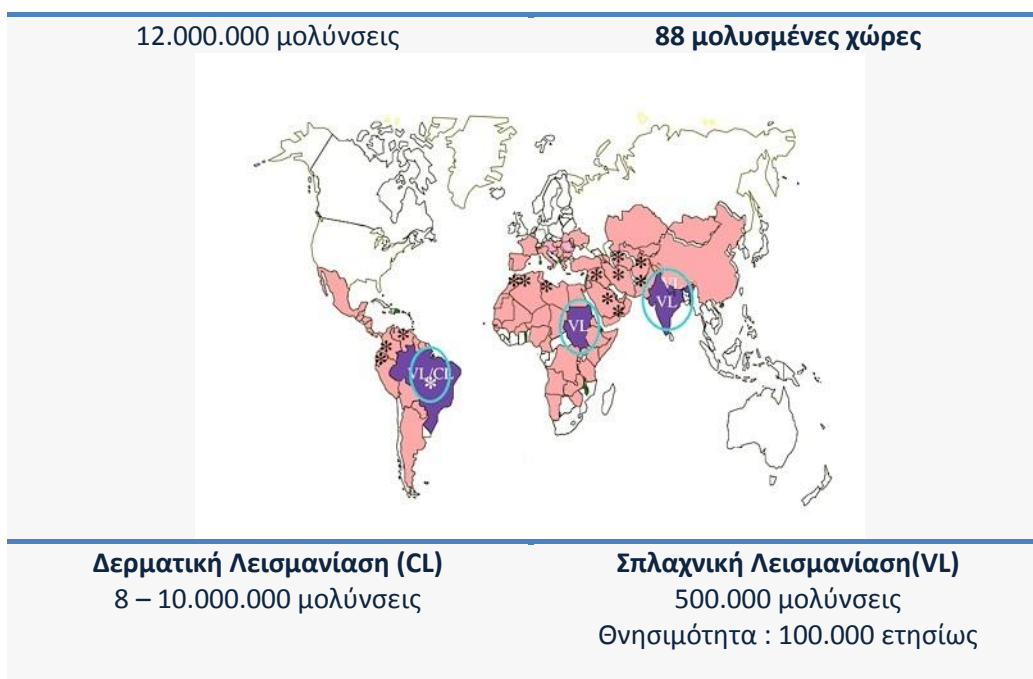 12.000.000 μολύνσεις
88 μολυσμένες χώρες
VL
VL
VL
VL/CL
Δερματική Λεισμανίαση (CL)
8 – 10.000.000 μολύνσεις
Σπλαχνική Λεισμανίαση(VL)
500.000 μολύνσεις
Θνησιμότητα : 100.000 ετησίως